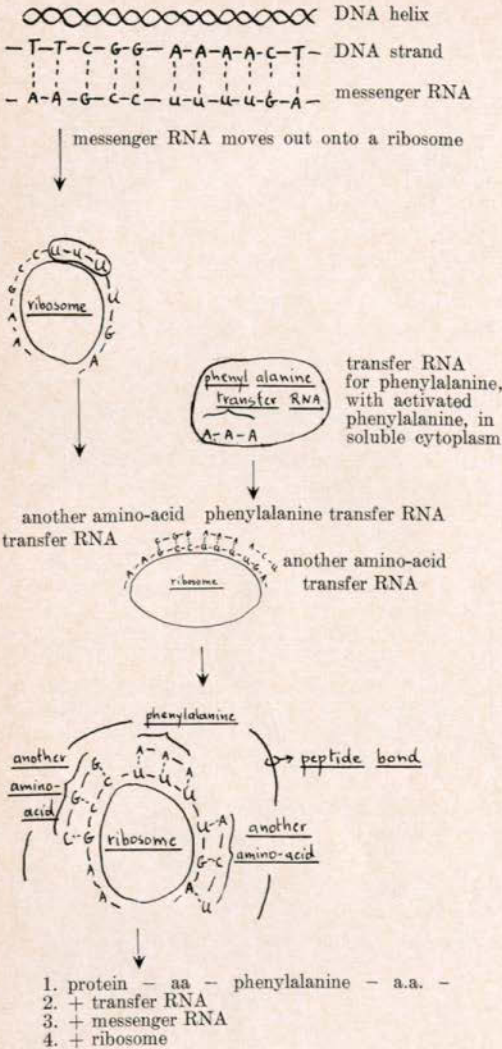 DNA helix
-T-T-C-G-G- A-A-A-A-C-T- DNA strand
-A-A-G-C-C- U-U-U-U-G-A- messenger RNA
messenger RNA moves out onto a ribosome
A-A-G-C-C-U-U-U-U-G-A
ribosome
phenyl alanine
transfer RNA
A-A-A
transfer RNA
for phenylalanine,
with activated
phenylalanine, in
soluble cytoplasm
another amino-acid
transfer RNA
phenylalanine transfer RNA
another amino-acid
transfer RNA
C-G-G A-A-A A-C-U
-A-A-G-C-C-U-U-U-U-G-A-
ribosome
phenylalanine
A-A-A
U U U
another
amino-
acid
G
G C
C G
C G
A
A
ribosome
U-A
G C
A U
another
amino-acid
peptide bond
1. protein – aa – phenylalanine – a.a. –
2. + transfer RNA
3. + messenger RNA
4. + ribosome